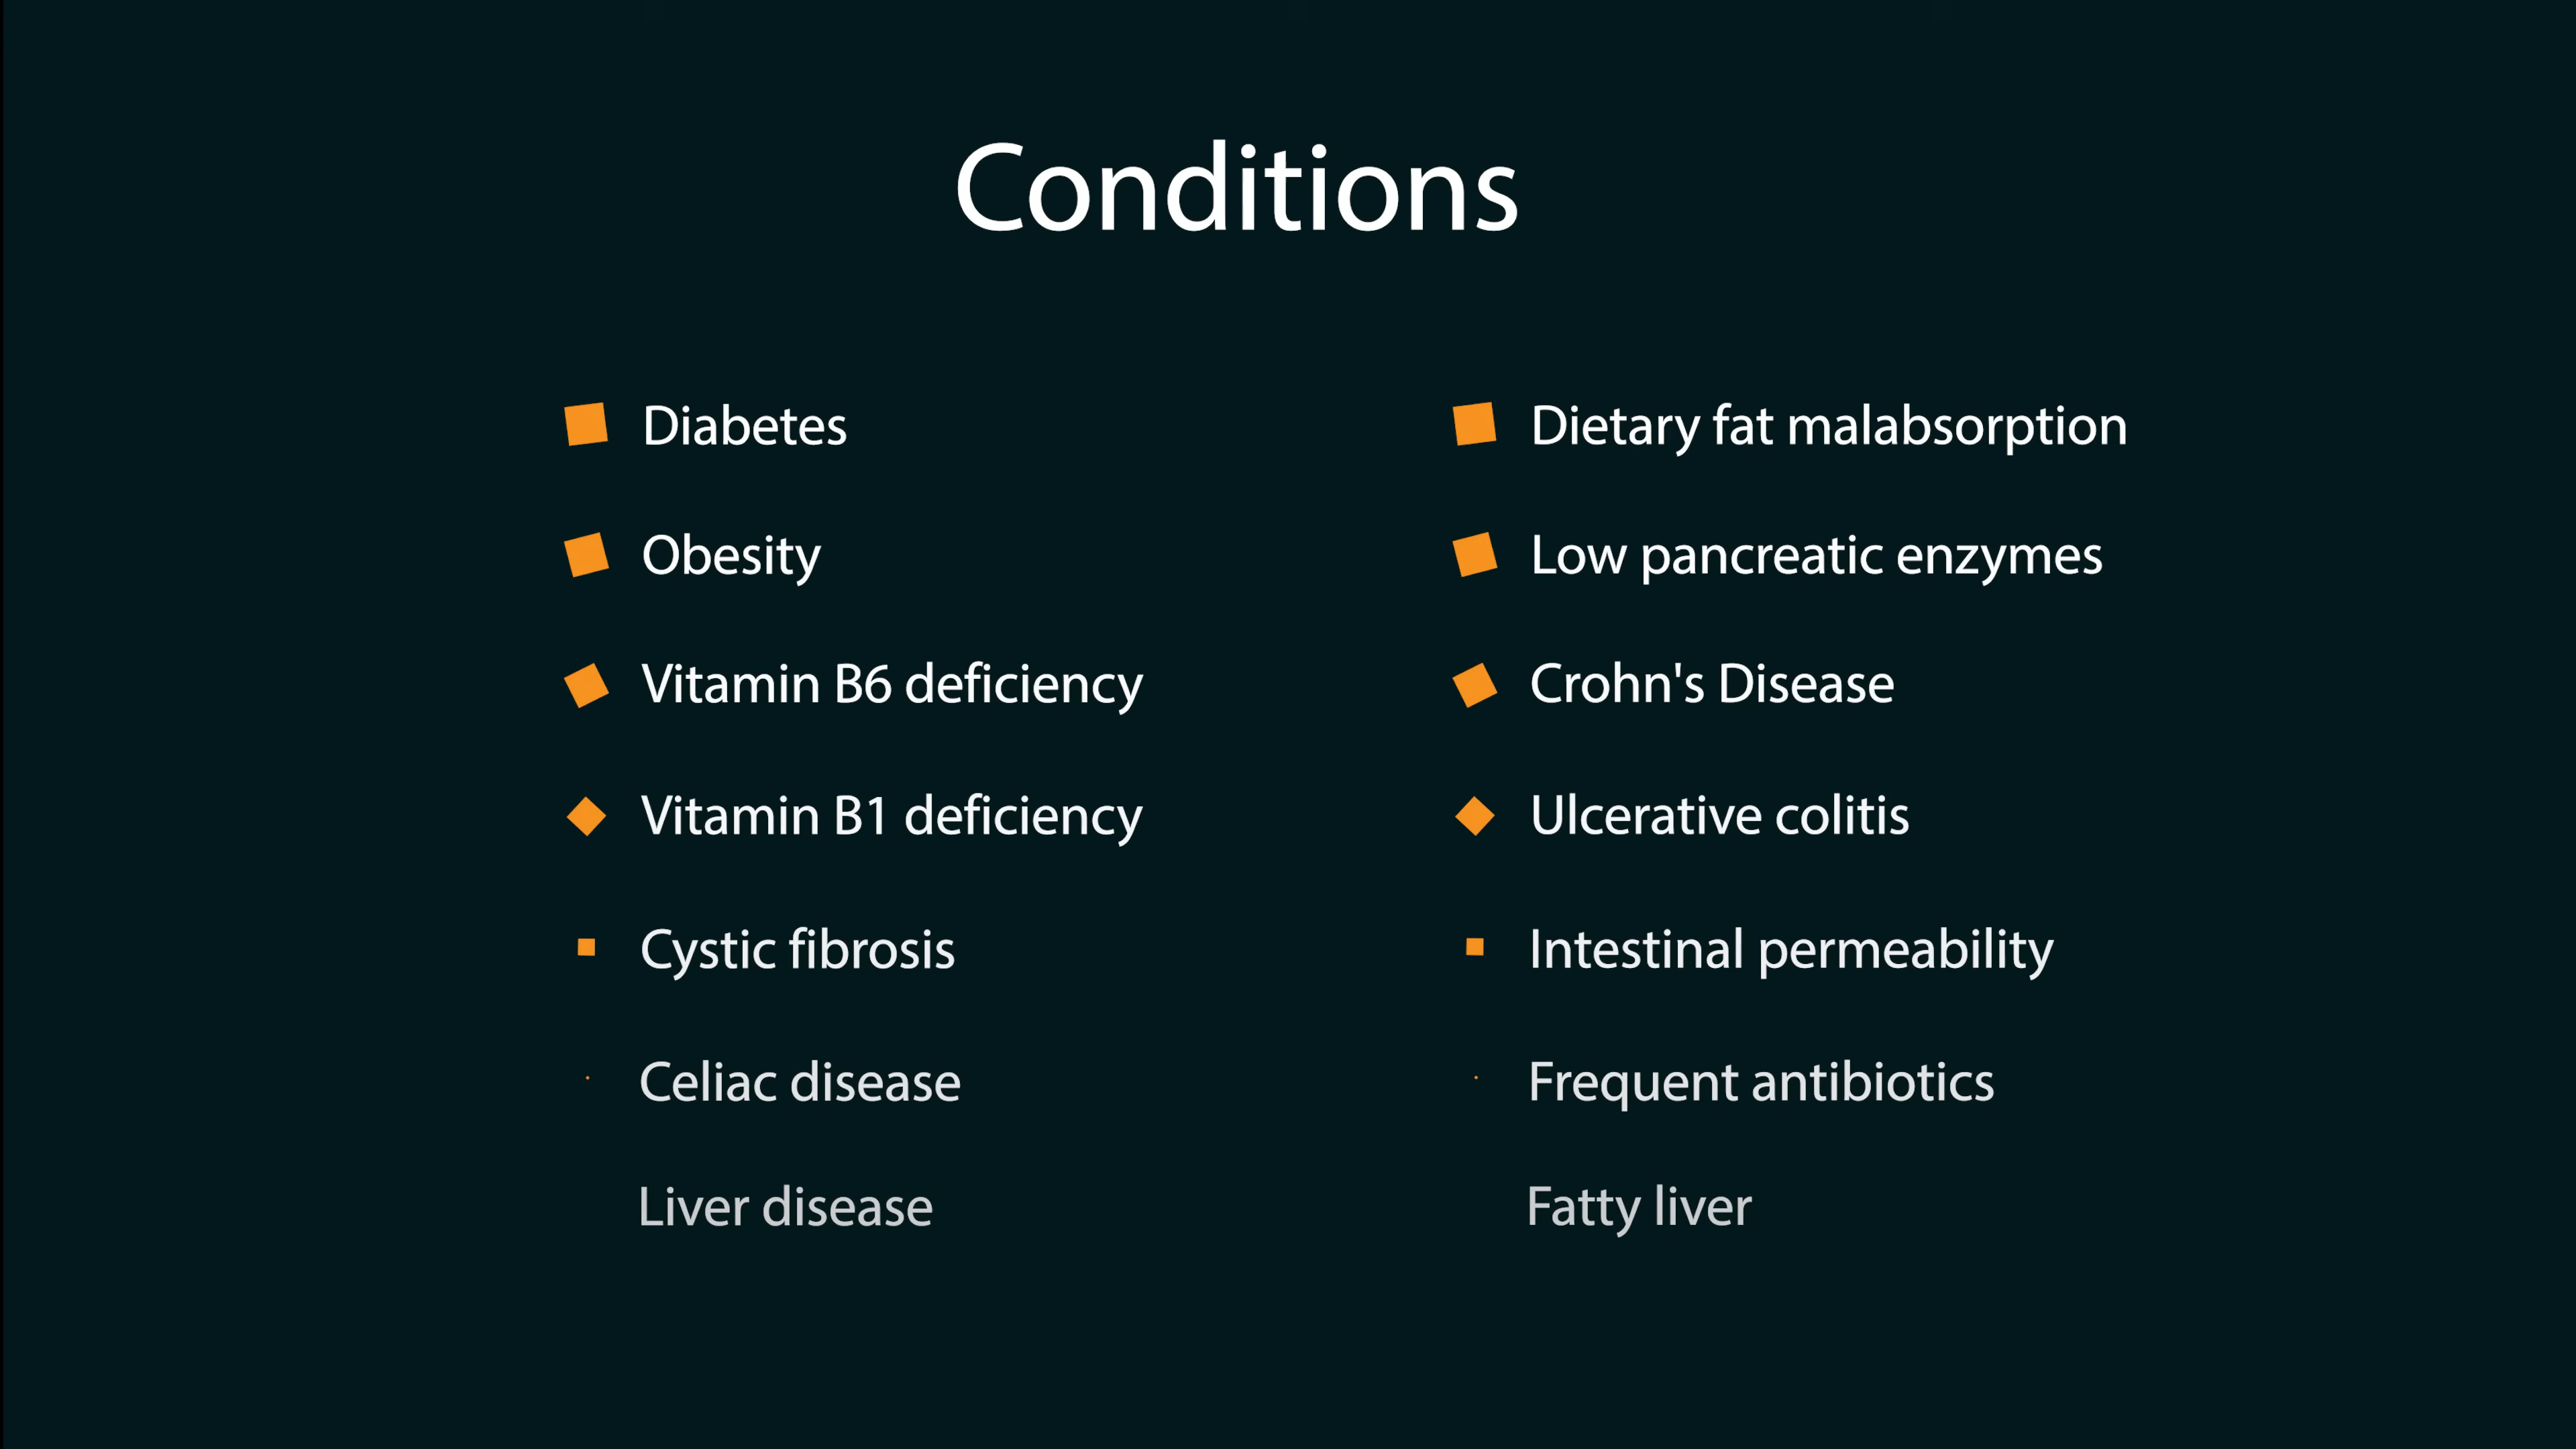 Conditions
Diabetes
Obesity
Vitamin B6 deficiency
Vitamin B1 deficiency
Cystic fibrosis
Celiac disease
Liver disease
Dietary fat malabsorption
Low pancreatic enzymes
Crohn's Disease
Ulcerative colitis
Intestinal permeability
Frequent antibiotics
Fatty liver